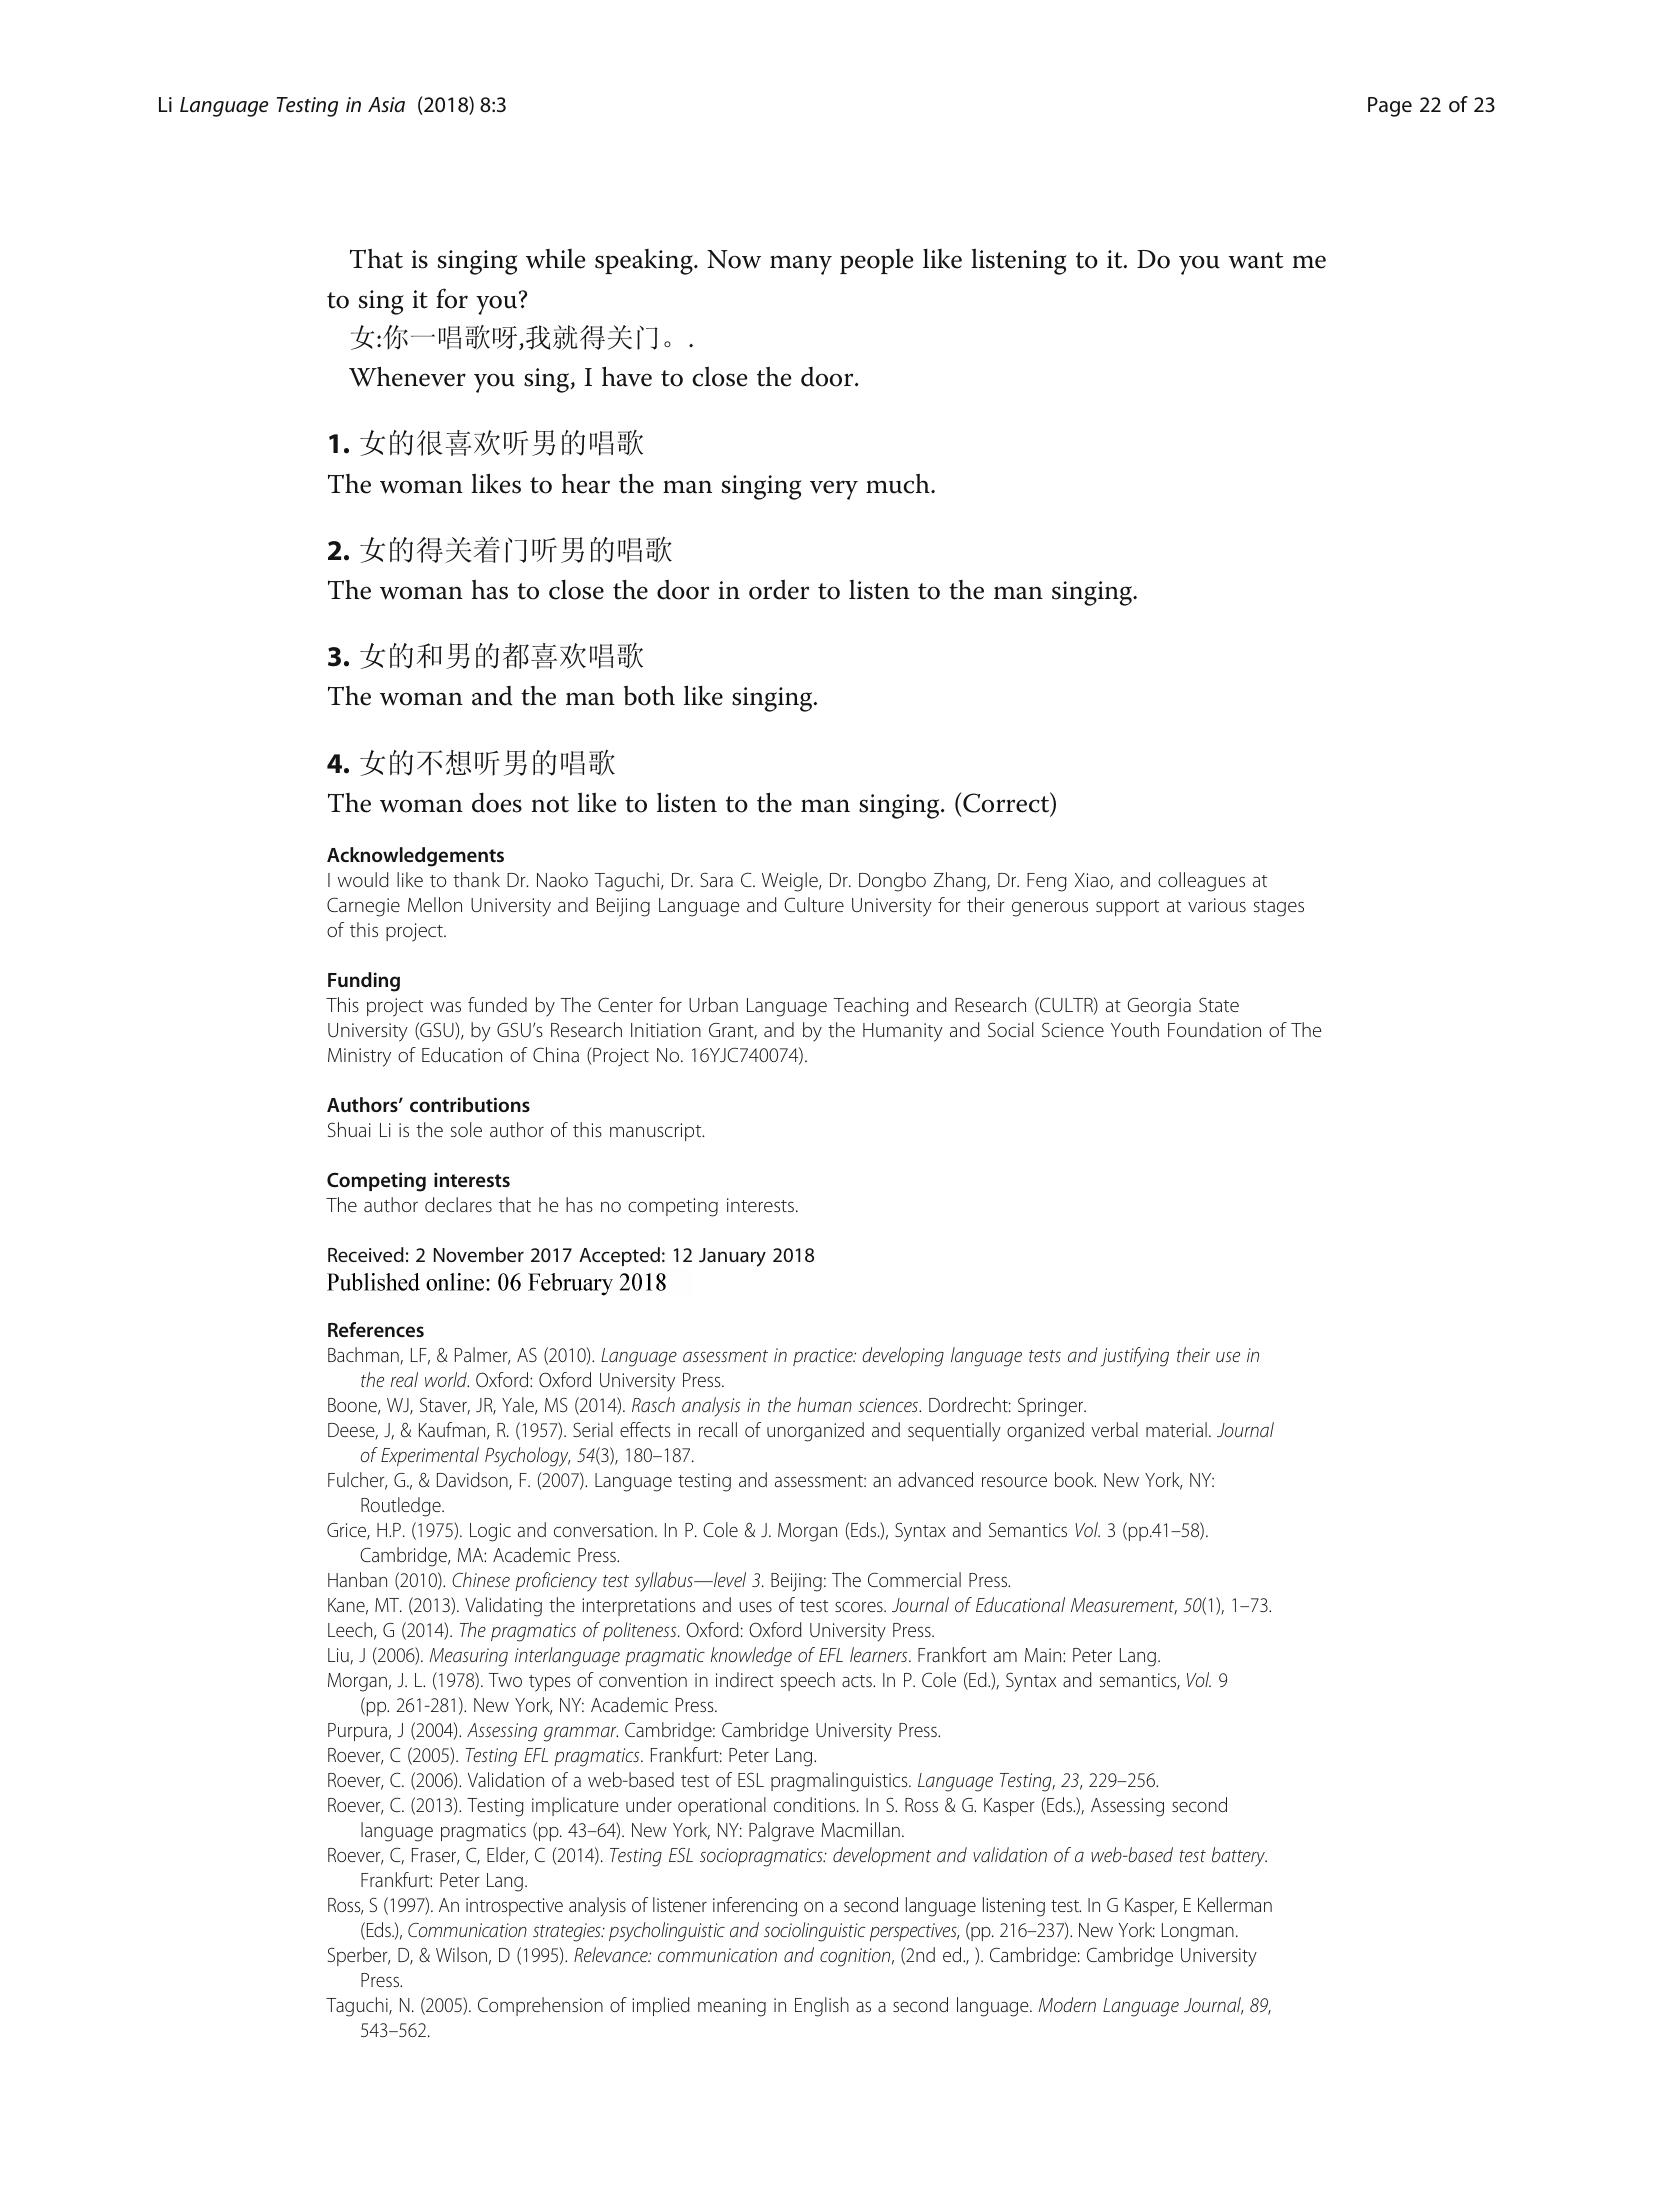 Li Language Testing in Asia (2018) 8:3
Page 22 of 23
That is singing while speaking. Now many people like listening to it. Do you want me
to sing it for you?
女:你一唱歌呀,我就得关门。.
Whenever you sing, I have to close the door.
1. 女的很喜欢听男的唱歌
The woman likes to hear the man singing very much.
2. 女的得关着门听男的唱歌
The woman has to close the door in order to listen to the man singing.
3. 女的和男的都喜欢唱歌
The woman and the man both like singing.
4. 女的不想听男的唱歌
The woman does not like to listen to the man singing. (Correct)
Acknowledgements
I would like to thank Dr. Naoko Taguchi, Dr. Sara C. Weigle, Dr. Dongbo Zhang, Dr. Feng Xiao, and colleagues at
Carnegie Mellon University and Beijing Language and Culture University for their generous support at various stages
of this project.
Funding
This project was funded by The Center for Urban Language Teaching and Research (CULTR) at Georgia State
University (GSU), by GSU’s Research Initiation Grant, and by the Humanity and Social Science Youth Foundation of The
Ministry of Education of China (Project No. 16YJC740074).
Authors’ contributions
Shuai Li is the sole author of this manuscript.
Competing interests
The author declares that he has no competing interests.
Received: 2 November 2017 Accepted: 12 January 2018
Published online: 06 February 2018
References
Bachman, LF, & Palmer, AS (2010). Language assessment in practice: developing language tests and justifying their use in
the real world. Oxford: Oxford University Press.
Boone, WJ, Staver, JR, Yale, MS (2014). Rasch analysis in the human sciences. Dordrecht: Springer.
Deese, J, & Kaufman, R. (1957). Serial effects in recall of unorganized and sequentially organized verbal material. Journal
of Experimental Psychology, 54(3), 180–187.
Fulcher, G., & Davidson, F. (2007). Language testing and assessment: an advanced resource book. New York, NY:
Routledge.
Grice, H.P. (1975). Logic and conversation. In P. Cole & J. Morgan (Eds.), Syntax and Semantics Vol. 3 (pp.41–58).
Cambridge, MA: Academic Press.
Hanban (2010). Chinese proficiency test syllabus—level 3. Beijing: The Commercial Press.
Kane, MT. (2013). Validating the interpretations and uses of test scores. Journal of Educational Measurement, 50(1), 1–73.
Leech, G (2014). The pragmatics of politeness. Oxford: Oxford University Press.
Liu, J (2006). Measuring interlanguage pragmatic knowledge of EFL learners. Frankfort am Main: Peter Lang.
Morgan, J. L. (1978). Two types of convention in indirect speech acts. In P. Cole (Ed.), Syntax and semantics, Vol. 9
(pp. 261-281). New York, NY: Academic Press.
Purpura, J (2004). Assessing grammar. Cambridge: Cambridge University Press.
Roever, C (2005). Testing EFL pragmatics. Frankfurt: Peter Lang.
Roever, C. (2006). Validation of a web-based test of ESL pragmalinguistics. Language Testing, 23, 229–256.
Roever, C. (2013). Testing implicature under operational conditions. In S. Ross & G. Kasper (Eds.), Assessing second
language pragmatics (pp. 43–64). New York, NY: Palgrave Macmillan.
Roever, C, Fraser, C, Elder, C (2014). Testing ESL sociopragmatics: development and validation of a web-based test battery.
Frankfurt: Peter Lang.
Ross, S (1997). An introspective analysis of listener inferencing on a second language listening test. In G Kasper, E Kellerman
(Eds.), Communication strategies: psycholinguistic and sociolinguistic perspectives, (pp. 216–237). New York: Longman.
Sperber, D, & Wilson, D (1995). Relevance: communication and cognition, (2nd ed., ). Cambridge: Cambridge University
Press.
Taguchi, N. (2005). Comprehension of implied meaning in English as a second language. Modern Language Journal, 89,
543–562.